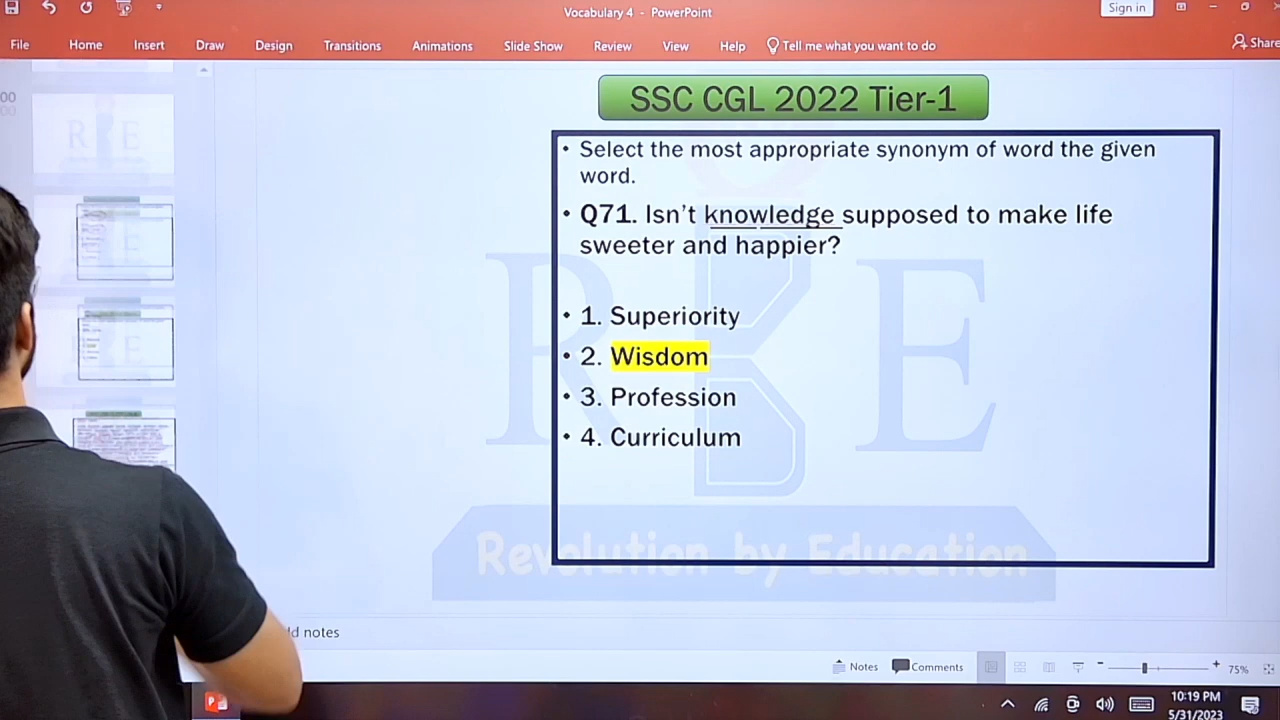 Vocabulary 4 - PowerPoint
Sign in
File Home Insert Draw Design Transitions Animations Slide Show Review View Help Tell me what you want to do Share
SSC CGL 2022 Tier-1
• Select the most appropriate synonym of word the given
word.
• Q71. Isn't knowledge supposed to make life
sweeter and happier?
• 1. Superiority
• 2. Wisdom
• 3. Profession
• 4. Curriculum
R E
Revolution by Education
notes
Notes Comments 75%
10:19 PM
5/31/2023